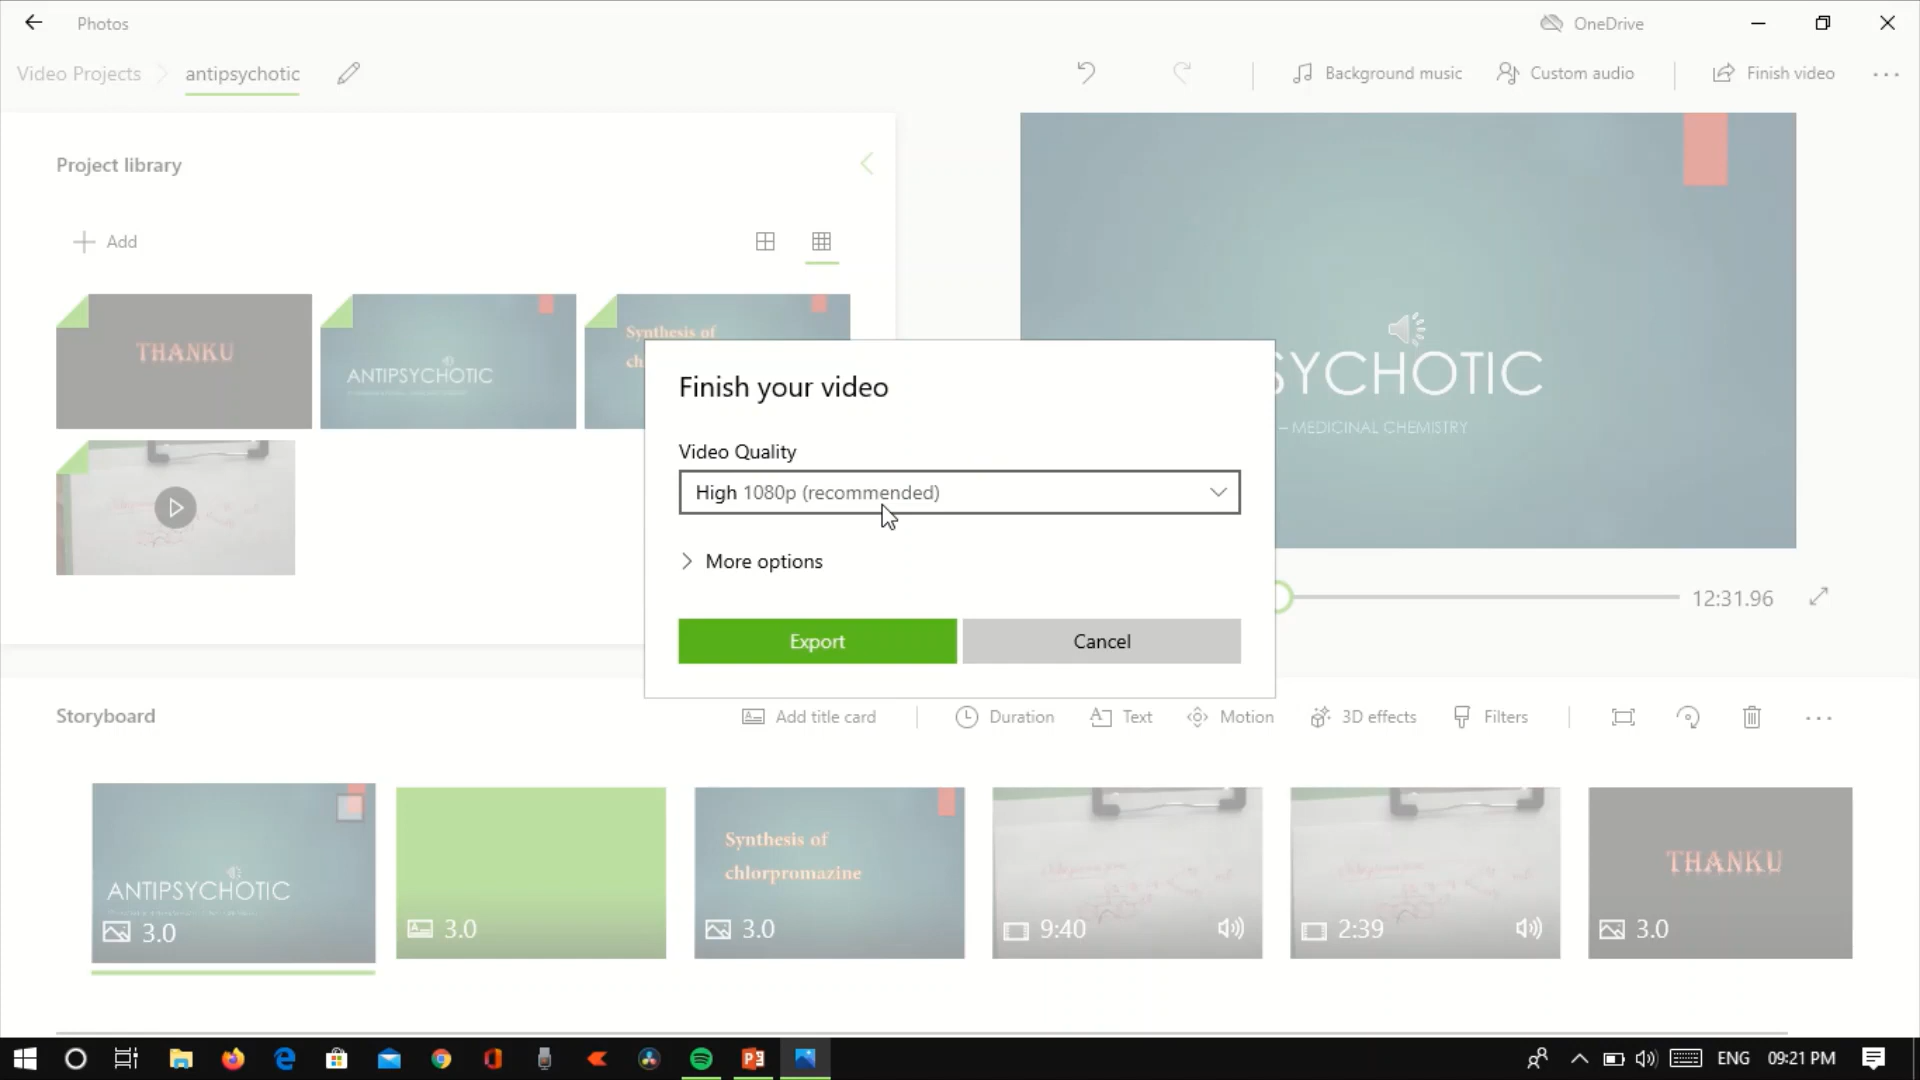 Photos
OneDrive
Video Projects
antipsychotic
Background music
Custom audio
Finish video
Project library
Add
THANKU
ANTIPSYCHOTIC
Synthesis of
SYCHOTIC
– MEDICINAL CHEMISTRY
Finish your video
Video Quality
High 1080p (recommended)
More options
Export
Cancel
12:31.96
Storyboard
Add title card
Duration
Text
Motion
3D effects
Filters
ANTIPSYCHOTIC
3.0
3.0
Synthesis of
chlorpromazine
3.0
9:40
2:39
THANKU
3.0
ENG
09:21 PM